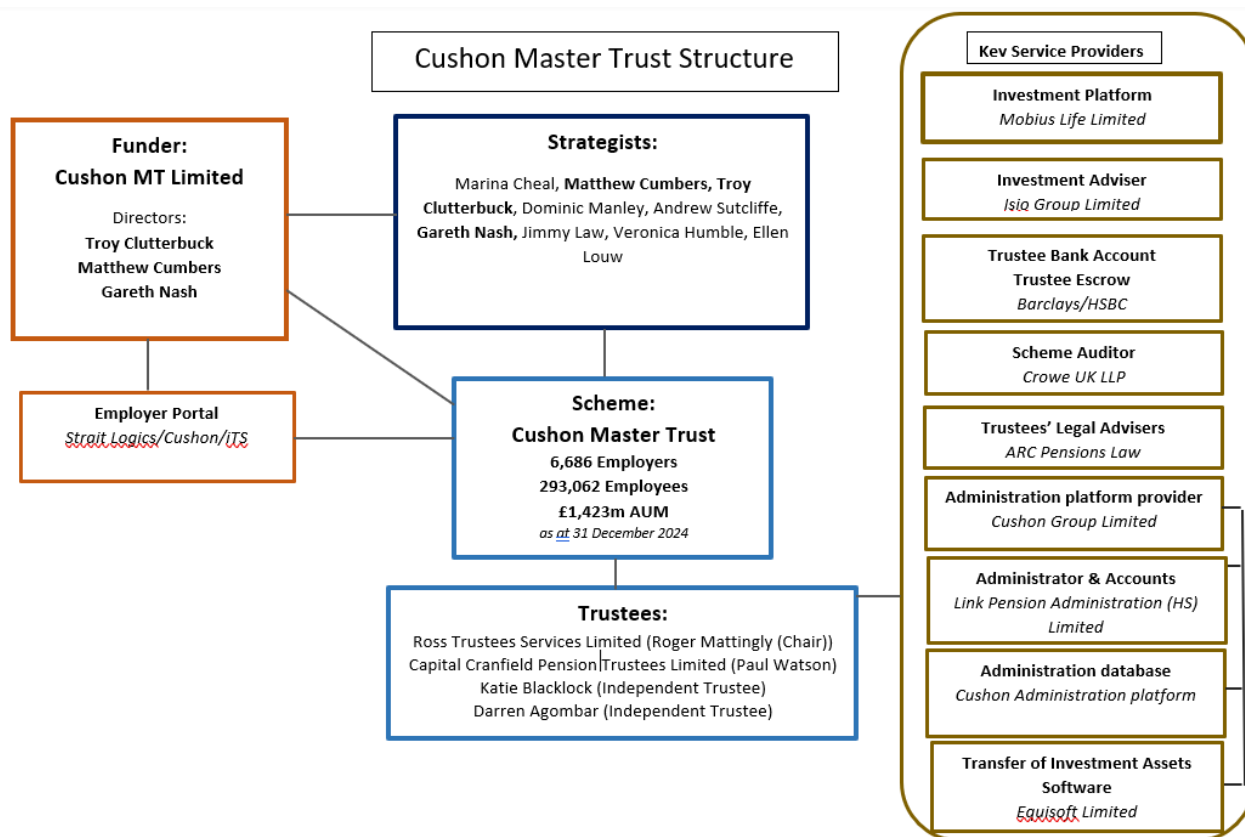 Cushon Master Trust Structure
Funder:
Cushon MT Limited
Directors:
Troy Clutterbuck
Matthew Cumbers
Gareth Nash
Strategists:
Marina Cheal, Matthew Cumbers, Troy
Clutterbuck, Dominic Manley, Andrew Sutcliffe,
Gareth Nash, Jimmy Law, Veronica Humble, Ellen
Louw
Employer Portal
Strait Logics/Cushon/iTS
Scheme:
Cushon Master Trust
6,686 Employers
293,062 Employees
£1,423m AUM
as at 31 December 2024
Trustees:
Ross Trustees Services Limited (Roger Mattingly (Chair))
Capital Cranfield Pension Trustees Limited (Paul Watson)
Katie Blacklock (Independent Trustee)
Darren Agombar (Independent Trustee)
Key Service Providers
Investment Platform
Mobius Life Limited
Investment Adviser
Isio Group Limited
Trustee Bank Account
Trustee Escrow
Barclays/HSBC
Scheme Auditor
Crowe UK LLP
Trustees' Legal Advisers
ARC Pensions Law
Administration platform provider
Cushon Group Limited
Administrator & Accounts
Link Pension Administration (HS)
Limited
Administration database
Cushon Administration platform
Transfer of Investment Assets
Software
Equisoft Limited